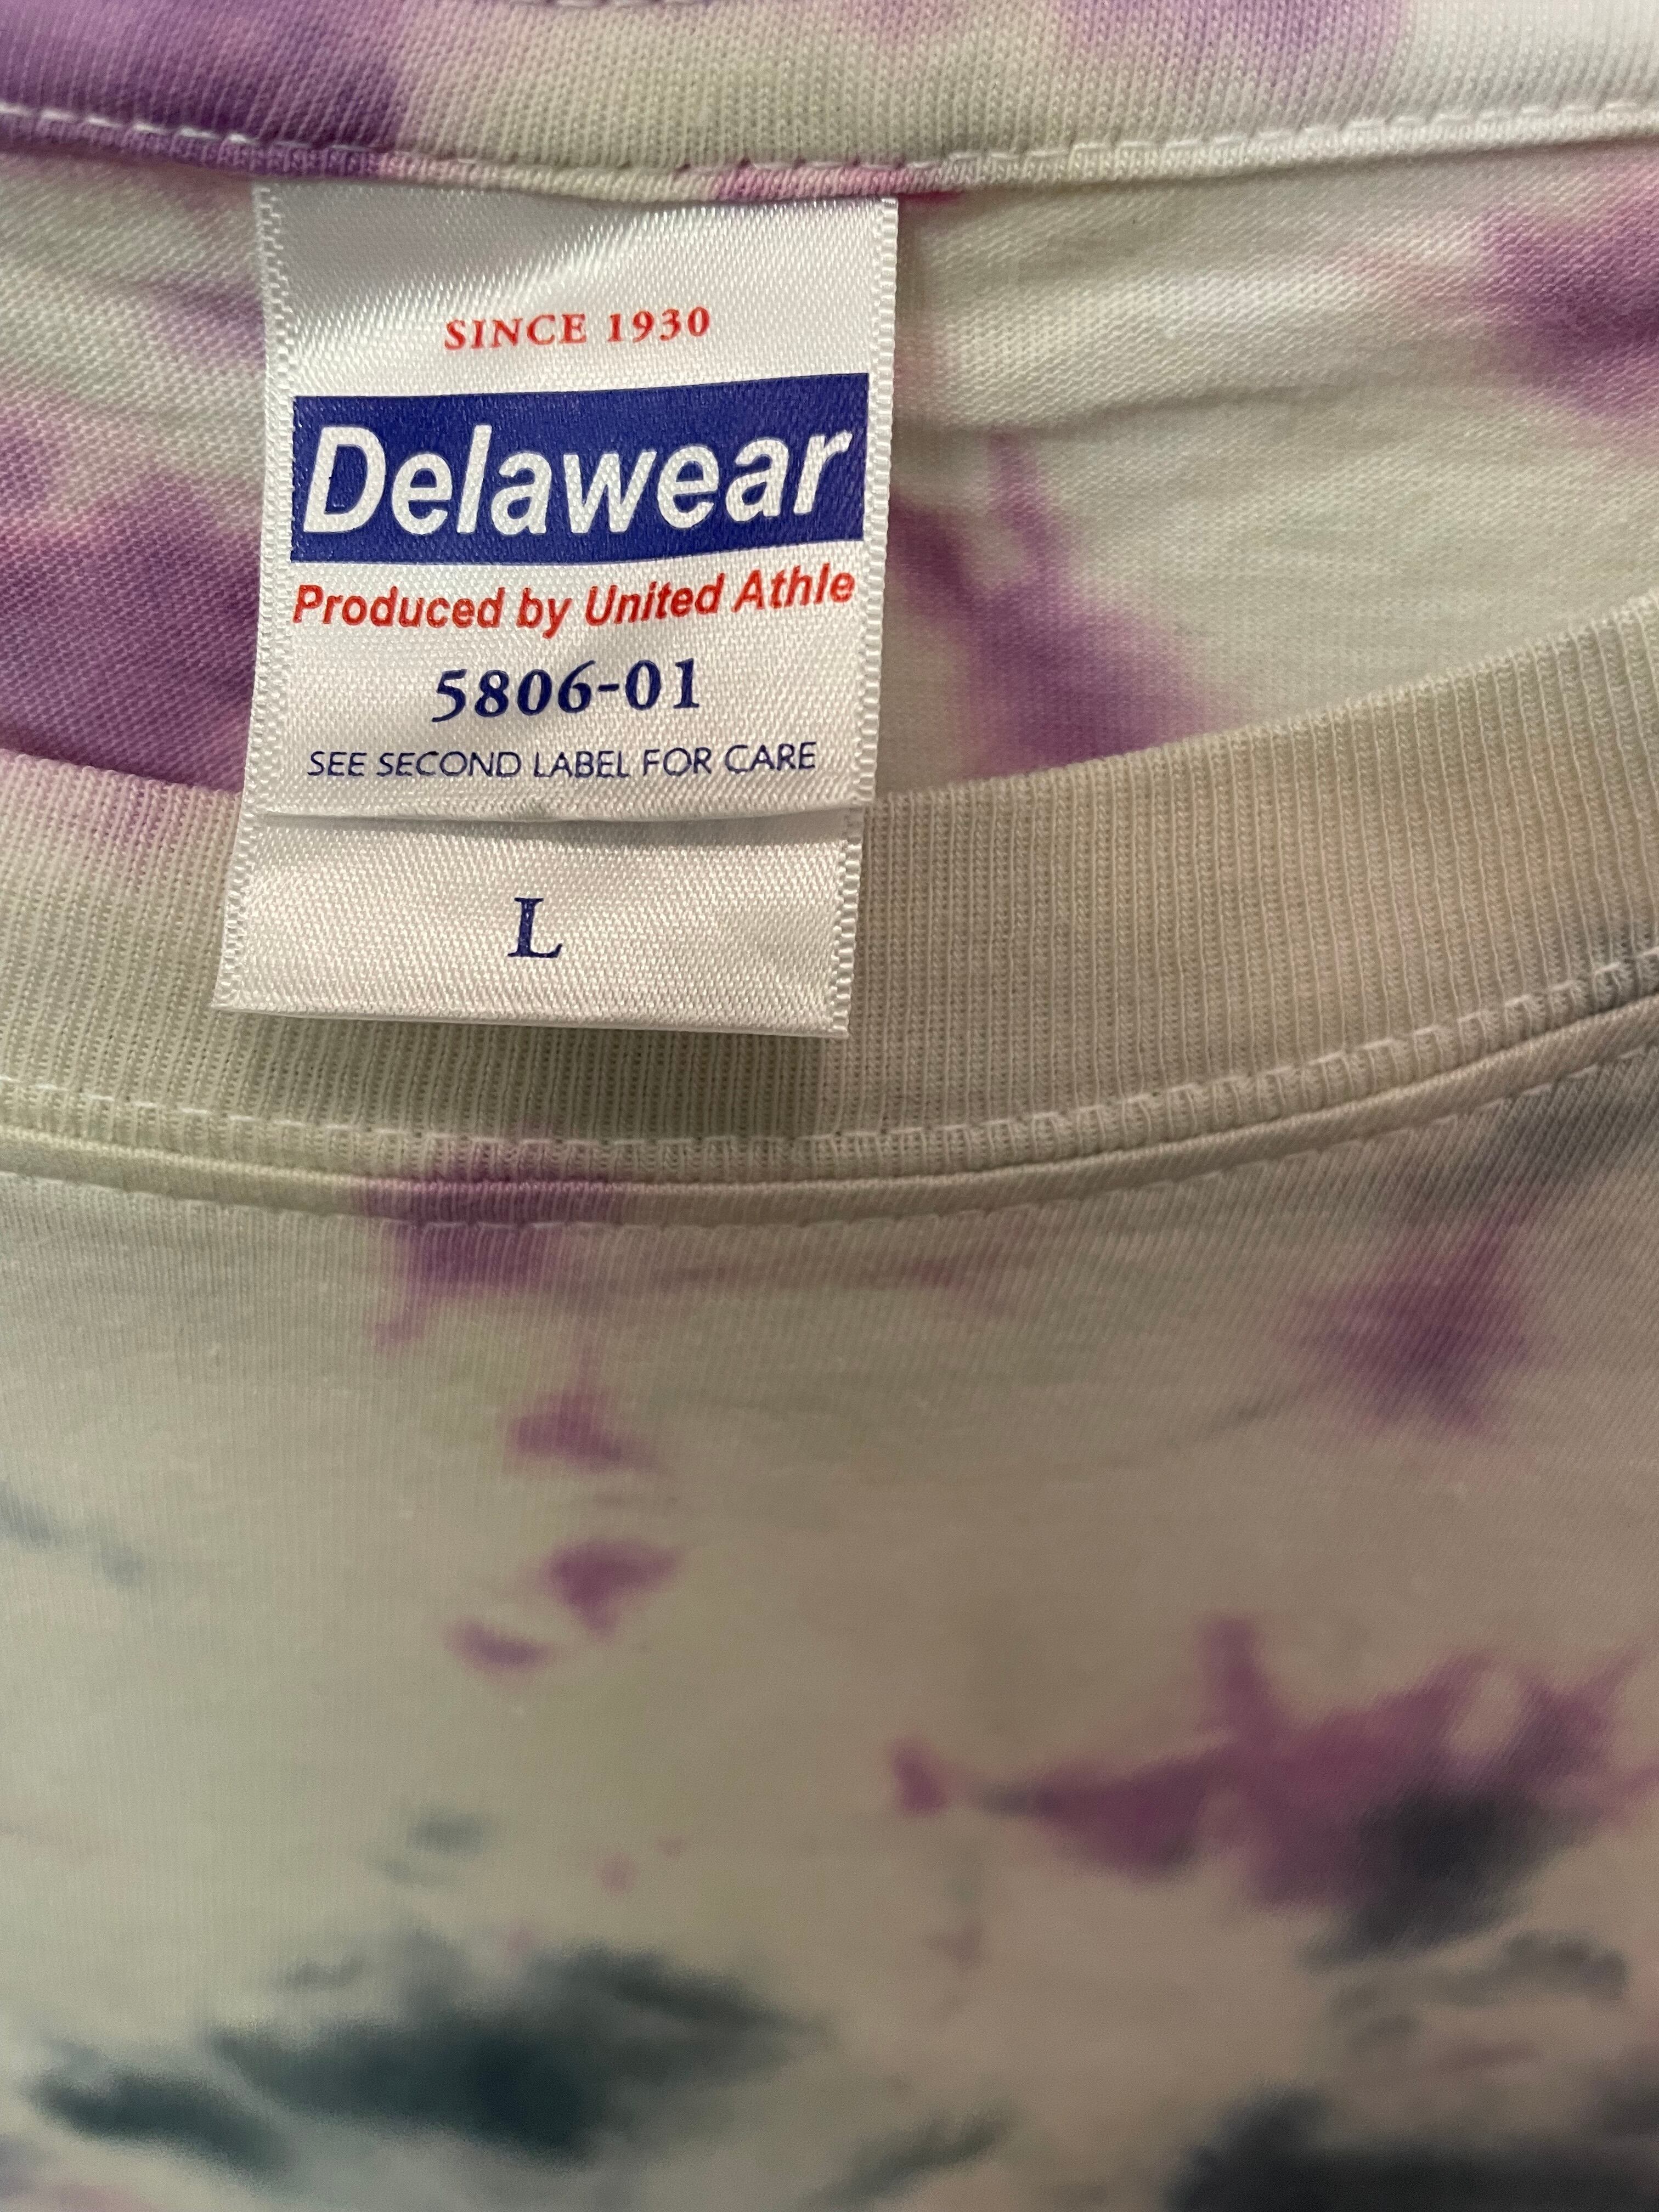 SINCE 1930
Delawear
Produced by United Athle
5806-01
SEE SECOND LABEL FOR CARE
L